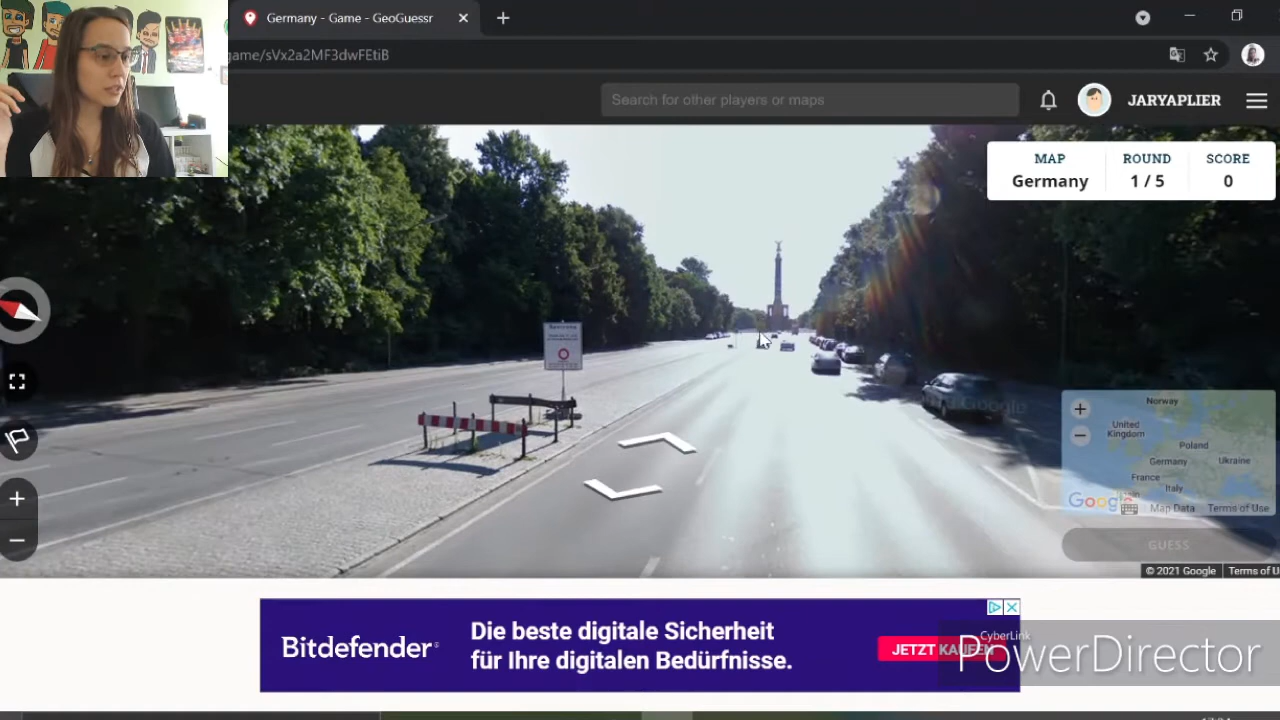 Germany - Game - GeoGuessr
game/sVx2a2MF3dwFEtiB
Search for other players or maps
JARYAPLIER
MAP
Germany
ROUND
1 / 5
SCORE
0
Norway
United
Kingdom
Poland
Germany
Ukraine
France
Italy
Google
Map Data
Terms of Use
GUESS
© 2021 Google
Terms of U
Bitdefender
Die beste digitale Sicherheit
für Ihre digitalen Bedürfnisse.
JETZT KAUFEN
CyberLink
PowerDirector